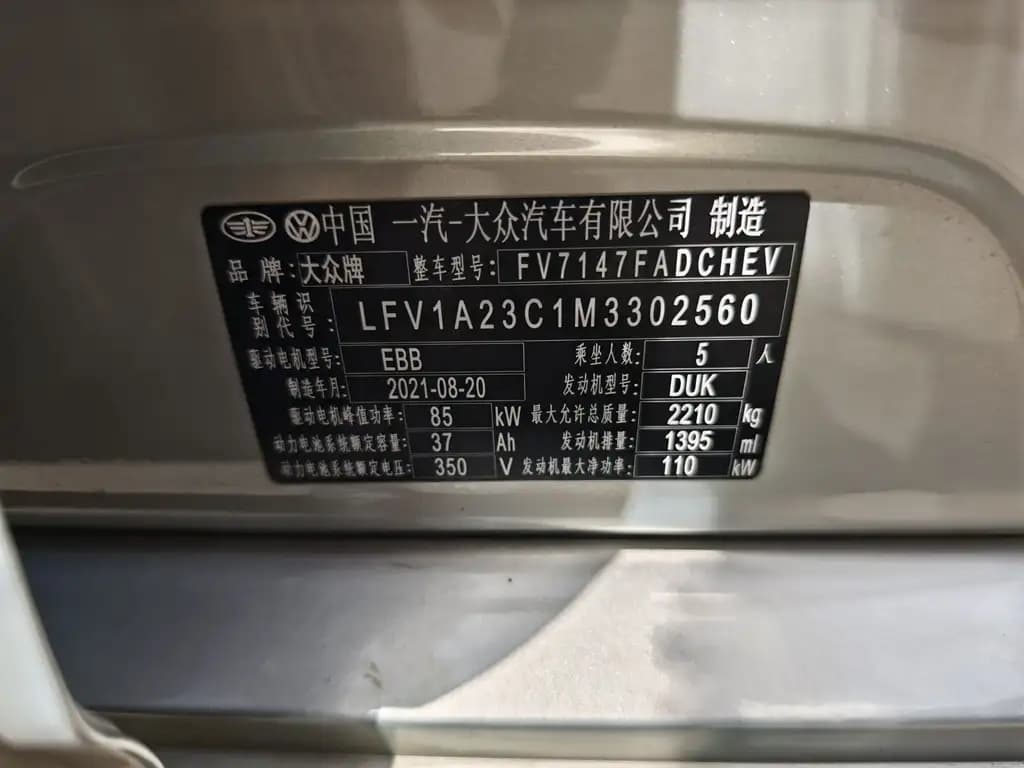 中国 一汽-大众汽车有限公司 制造
品牌: 大众牌 整车型号: FV7147FADCHEV
车辆识别代号: LFV1A23C1M3302560
驱动电机型号: EBB 乘坐人数: 5 人
制造年月: 2021-08-20 发动机型号: DUK
驱动电机峰值功率: 85 kW 最大允许总质量: 2210 kg
动力电池系统额定容量: 37 Ah 发动机排量: 1395 ml
动力电池系统额定电压: 350 V 发动机最大净功率: 110 kW